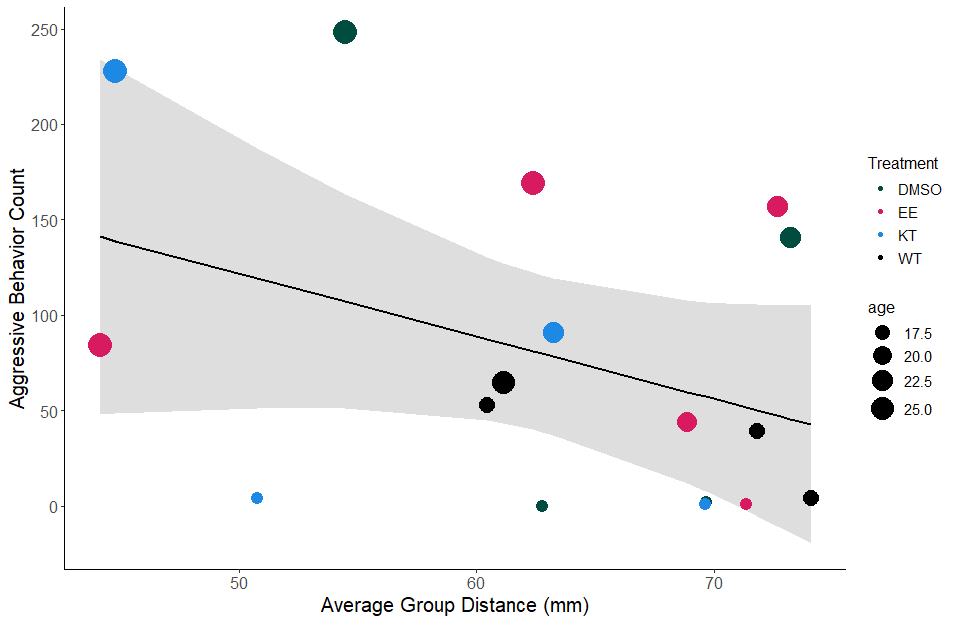 250
200
150
100
50
0
Aggressive Behavior Count
50
60
70
Average Group Distance (mm)
Treatment
DMSO
EE
KT
WT
age
17.5
20.0
22.5
25.0